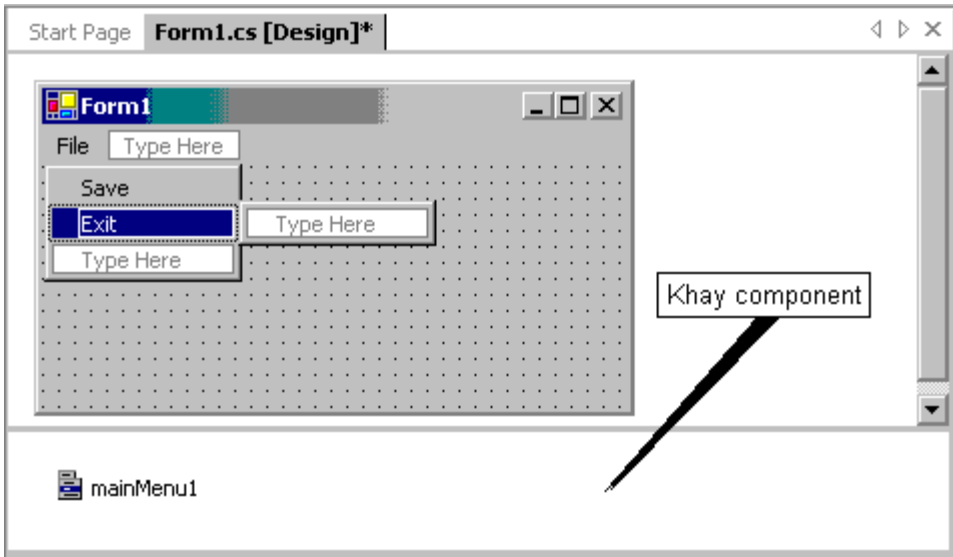 Start Page Form1.cs [Design]*
Form1
File Type Here
Save
Exit Type Here
Type Here
Khay component
mainMenu1